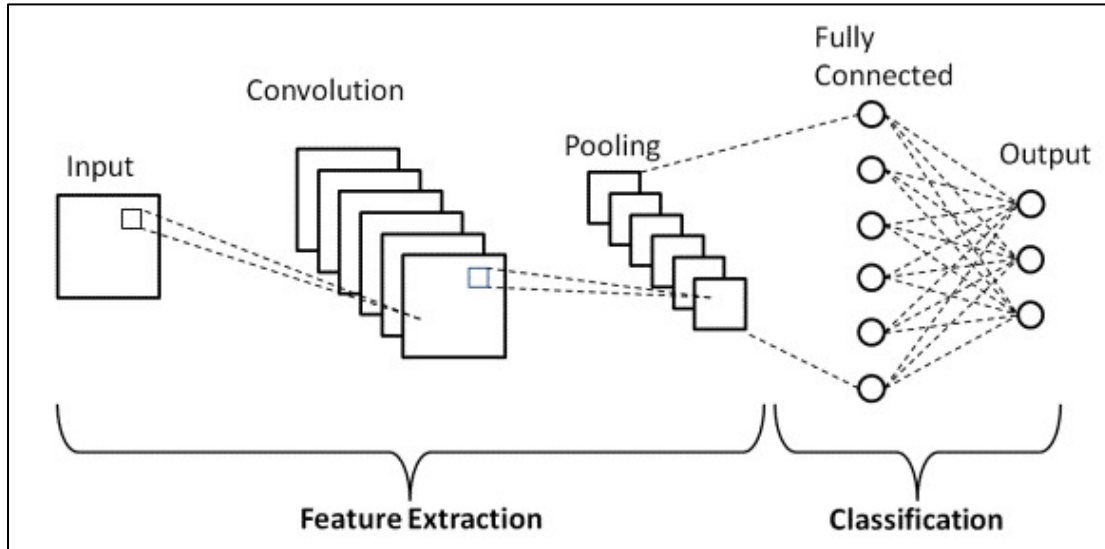 Input
Convolution
Pooling
Fully
Connected
Output
Feature Extraction
Classification